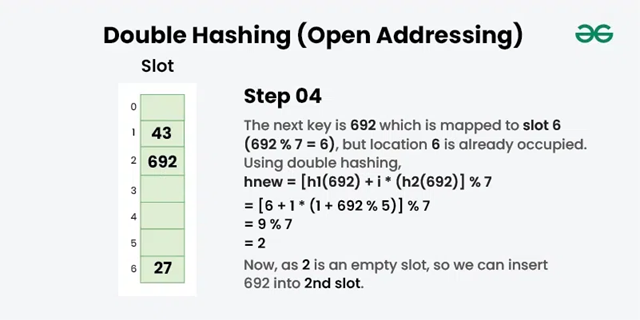 Double Hashing (Open Addressing)
Slot
0
1 43
2 692
3
4
5
6 27
Step 04
The next key is 692 which is mapped to slot 6
(692 % 7 = 6), but location 6 is already occupied.
Using double hashing,
hnew = [h1(692) + i * (h2(692)] % 7
= [6 + 1 * (1 + 692 % 5)] % 7
= 9 % 7
= 2
Now, as 2 is an empty slot, so we can insert
692 into 2nd slot.